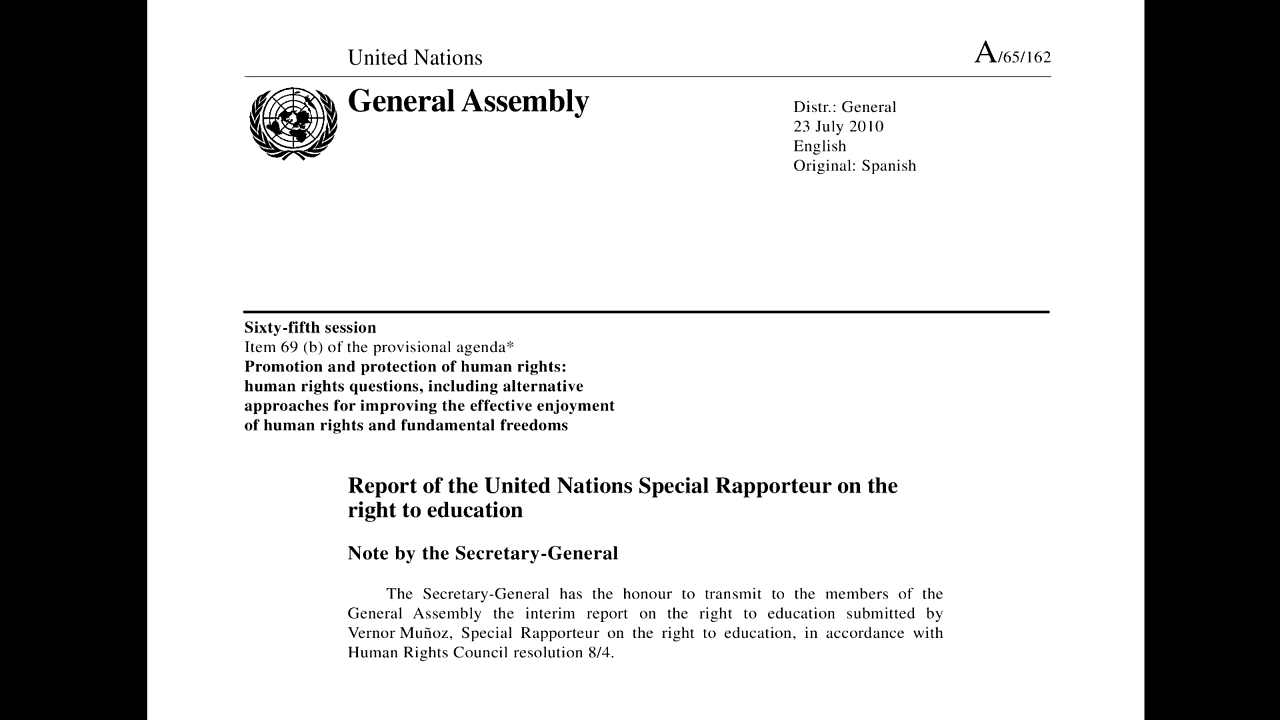 United Nations
A/65/162
General Assembly
Distr.: General
23 July 2010
English
Original: Spanish
Sixty-fifth session
Item 69 (b) of the provisional agenda*
Promotion and protection of human rights:
human rights questions, including alternative
approaches for improving the effective enjoyment
of human rights and fundamental freedoms
Report of the United Nations Special Rapporteur on the
right to education
Note by the Secretary-General
The Secretary-General has the honour to transmit to the members of the
General Assembly the interim report on the right to education submitted by
Vernor Muñoz, Special Rapporteur on the right to education, in accordance with
Human Rights Council resolution 8/4.